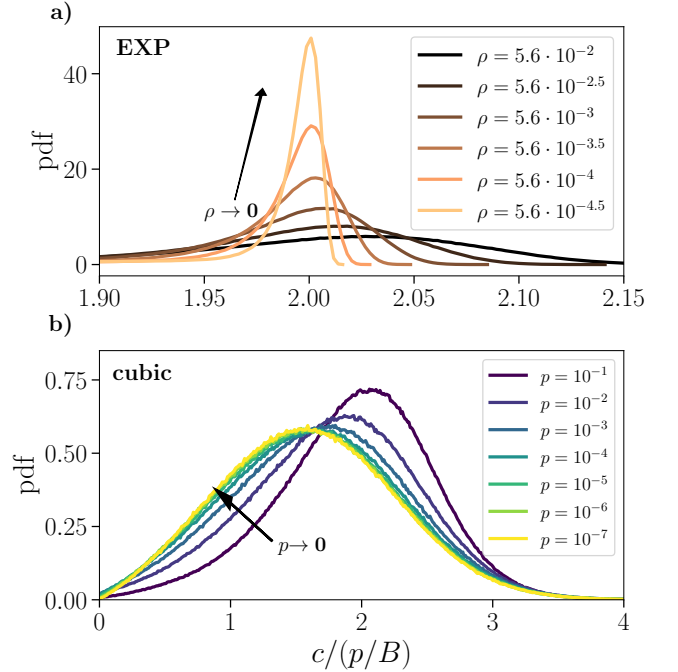 a)
EXP
pdf
40
20
0
ρ → 0
ρ = 5.6 · 10^-2
ρ = 5.6 · 10^-2.5
ρ = 5.6 · 10^-3
ρ = 5.6 · 10^-3.5
ρ = 5.6 · 10^-4
ρ = 5.6 · 10^-4.5
1.90 1.95 2.00 2.05 2.10 2.15
b)
cubic
pdf
0.75
0.50
0.25
0.00
p → 0
p = 10^-1
p = 10^-2
p = 10^-3
p = 10^-4
p = 10^-5
p = 10^-6
p = 10^-7
0 1 2 3 4
c/(p/B)